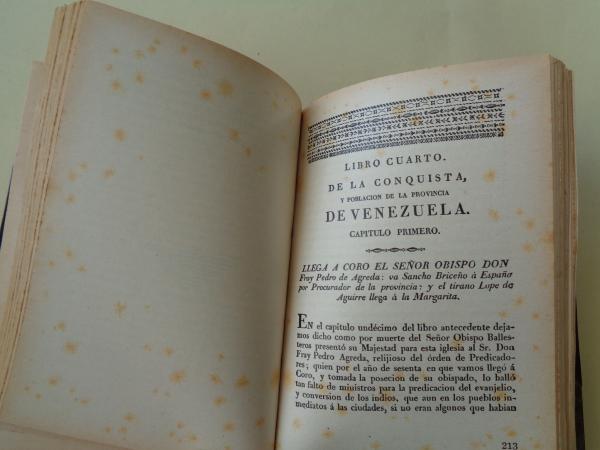 LIBRO CUARTO.
DE LA CONQUISTA,
Y POBLACION DE LA PROVINCIA
DE VENEZUELA.
CAPITULO PRIMERO.
LLEGA A CORO EL SEÑOR OBISPO DON
Fray Pedro de Agreda: va Sancho Briceño á España
por Procurador de la provincia: y el tirano Lope de
Aguirre llega á la Margarita.
EN el capitulo undécimo del libro antecedente deja-
mos dicho como por muerte del Señor Obispo Balles-
teros presentó su Majestad para esta iglesia al Sr. Don
Fray Pedro Agreda, relijioso del órden de Predicado-
res; quien por el año de sesenta en que vamos llegó á
Coro, y tomada la posecion de su obispado, lo halló
tan falto de ministros para la predicacion del evanjelio,
y conversion de los indios, que aun en los pueblos in-
mediatos á las ciudades, si no eran algunos que habian
213